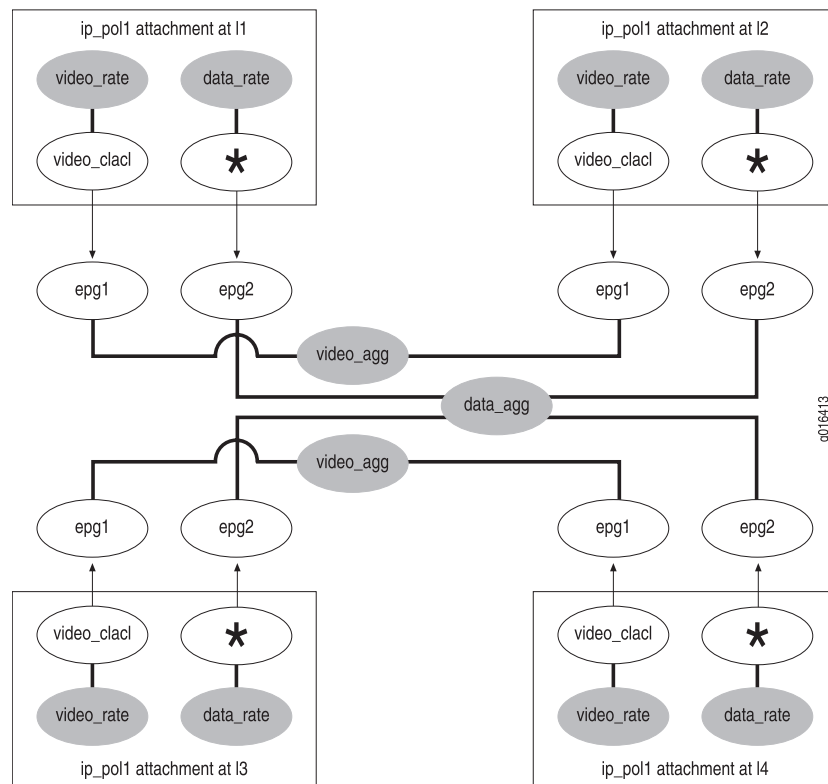 ip_pol1 attachment at l1
ip_pol1 attachment at l2
video_rate
data_rate
video_rate
data_rate
video_clacl
*
video_clacl
*
epg1
epg2
epg1
epg2
video_agg
data_agg
g016413
video_agg
epg1
epg2
epg1
epg2
video_clacl
*
video_clacl
*
video_rate
data_rate
video_rate
data_rate
ip_pol1 attachment at l3
ip_pol1 attachment at l4